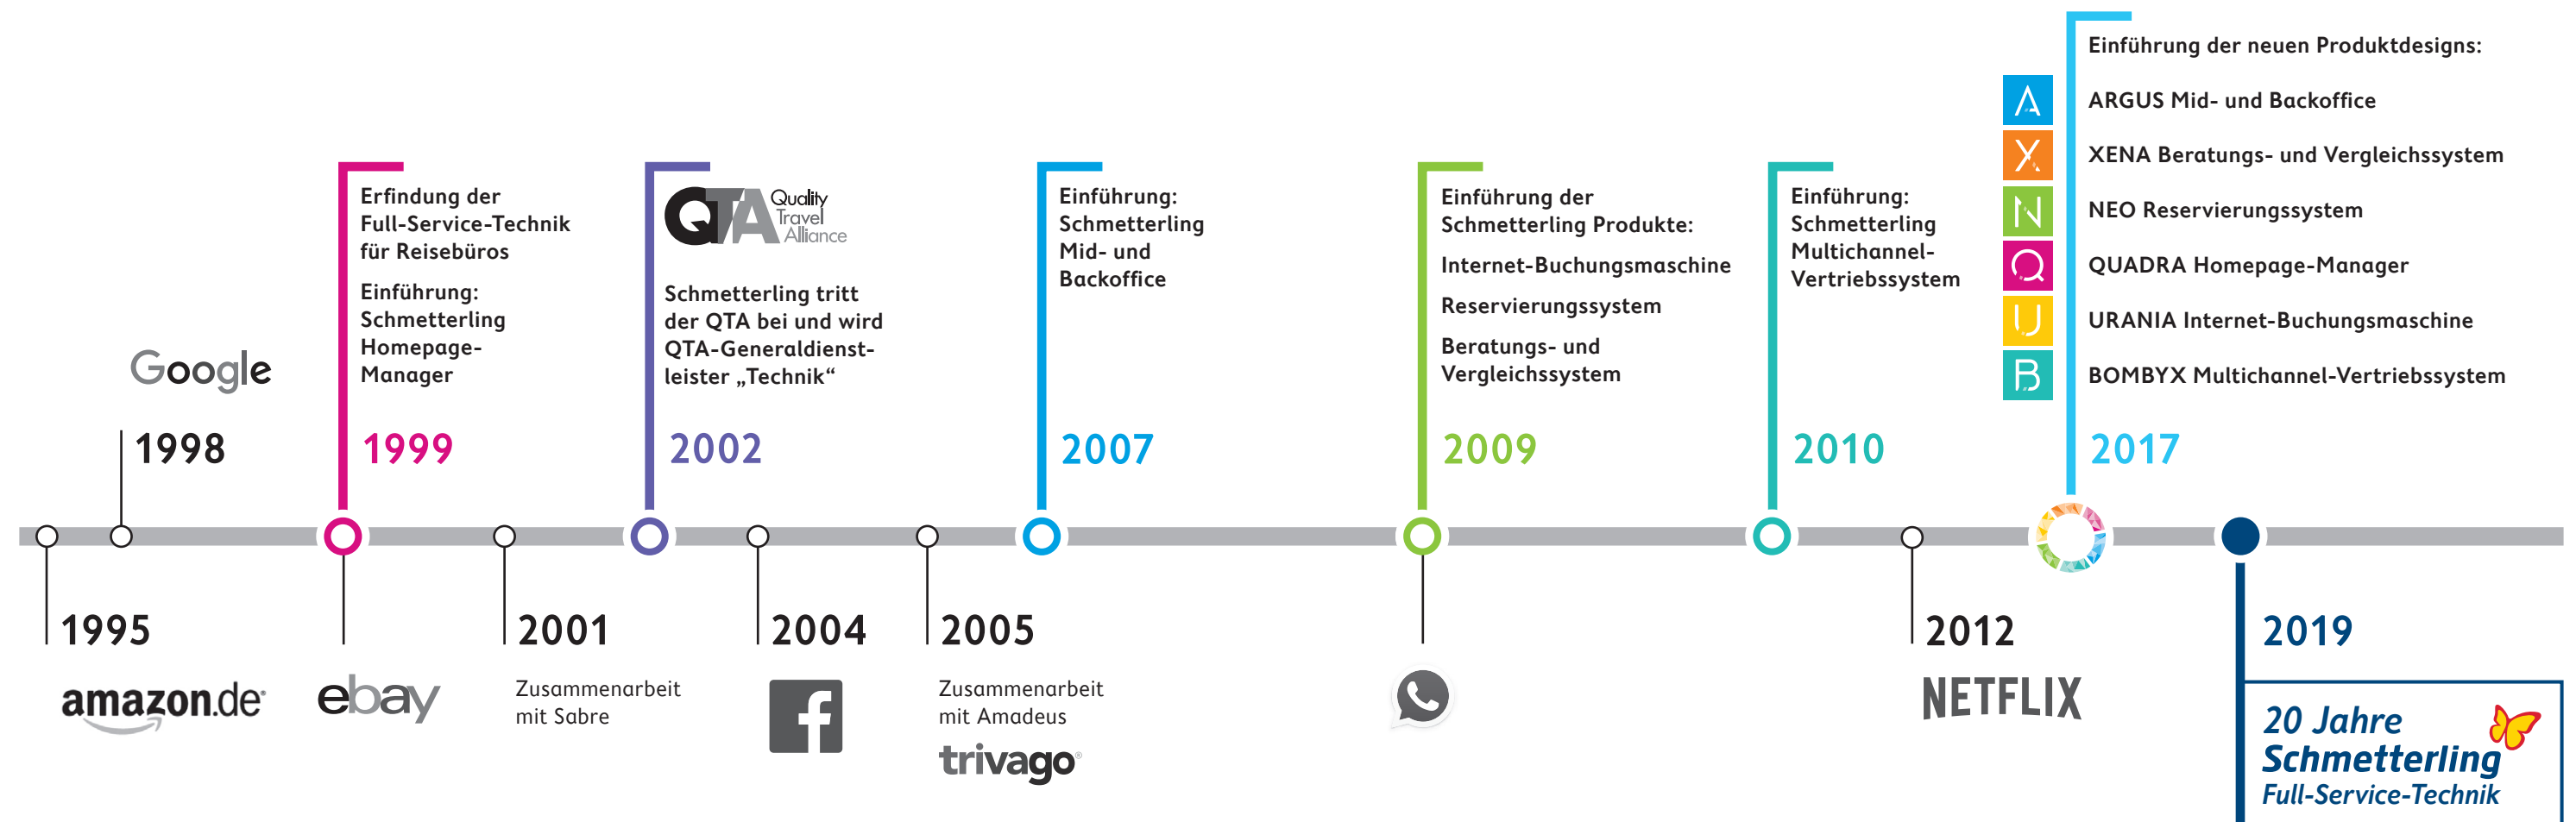 Google
1998
Erfindung der
Full-Service-Technik
für Reisebüros
Einführung:
Schmetterling
Homepage-
Manager
1999
QTA Quality
Travel
Alliance
Schmetterling tritt
der QTA bei und wird
QTA-Generaldienst-
leister „Technik“
2002
Einführung:
Schmetterling
Mid- und
Backoffice
2007
Einführung der
Schmetterling Produkte:
Internet-Buchungsmaschine
Reservierungssystem
Beratungs- und
Vergleichssystem
2009
Einführung:
Schmetterling
Multichannel-
Vertriebssystem
2010
Einführung der neuen Produktdesigns:
A ARGUS Mid- und Backoffice
X XENA Beratungs- und Vergleichssystem
N NEO Reservierungssystem
Q QUADRA Homepage-Manager
U URANIA Internet-Buchungsmaschine
B BOMBYX Multichannel-Vertriebssystem
2017
1995
amazon.de
ebay
2001
Zusammenarbeit
mit Sabre
2004
f
2005
Zusammenarbeit
mit Amadeus
trivago®
2012
NETFLIX
2019
20 Jahre
Schmetterling
Full-Service-Technik